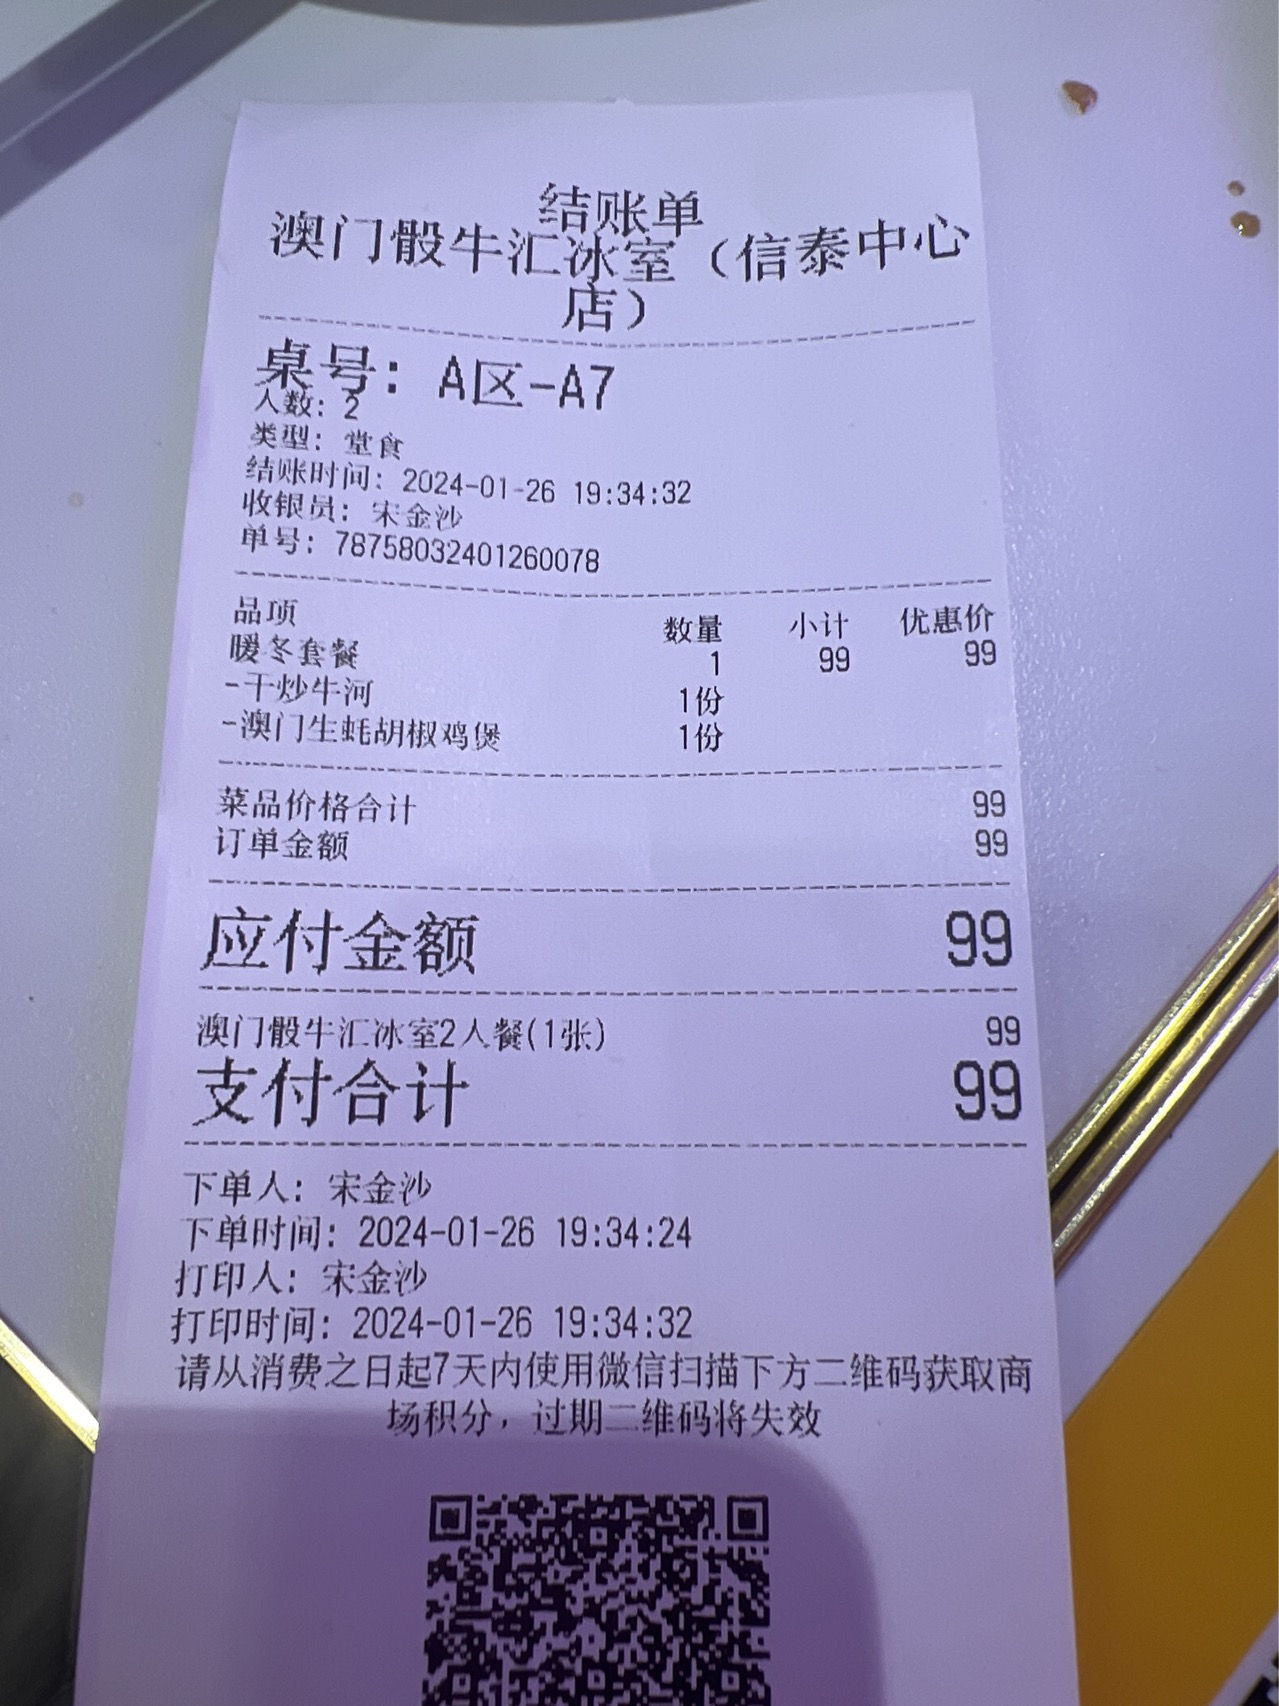 结账单
澳门骰牛汇冰室（信泰中心
店）
桌号：A区-A7
人数：2
类型：堂食
结账时间：2024-01-26 19:34:32
收银员：宋金沙
单号：78758032401260078
品项 数量 小计 优惠价
暖冬套餐 1 99 99
-干炒牛河 1份
-澳门生蚝胡椒鸡煲 1份
菜品价格合计 99
订单金额 99
应付金额 99
澳门骰牛汇冰室2人餐(1张) 99
支付合计 99
下单人：宋金沙
下单时间：2024-01-26 19:34:24
打印人：宋金沙
打印时间：2024-01-26 19:34:32
请从消费之日起7天内使用微信扫描下方二维码获取商
场积分，过期二维码将失效